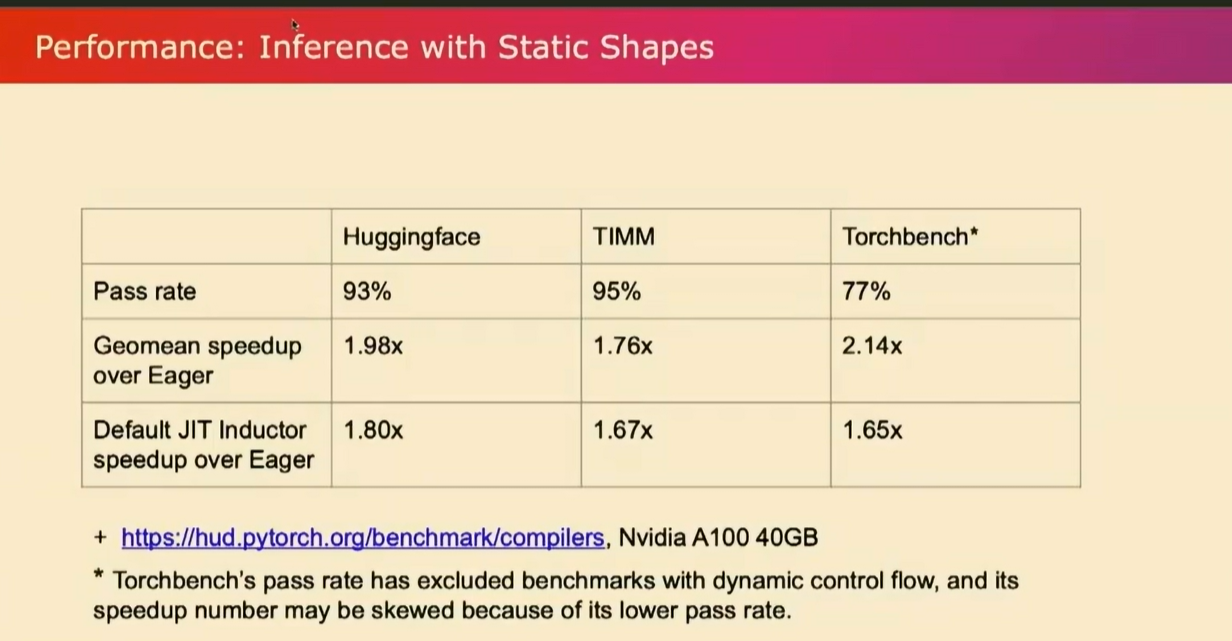 Performance: Inference with Static Shapes
Huggingface TIMM Torchbench*
Pass rate 93% 95% 77%
Geomean speedup 1.98x 1.76x 2.14x
over Eager
Default JIT Inductor 1.80x 1.67x 1.65x
speedup over Eager
+ https://hud.pytorch.org/benchmark/compilers, Nvidia A100 40GB
* Torchbench's pass rate has excluded benchmarks with dynamic control flow, and its
speedup number may be skewed because of its lower pass rate.